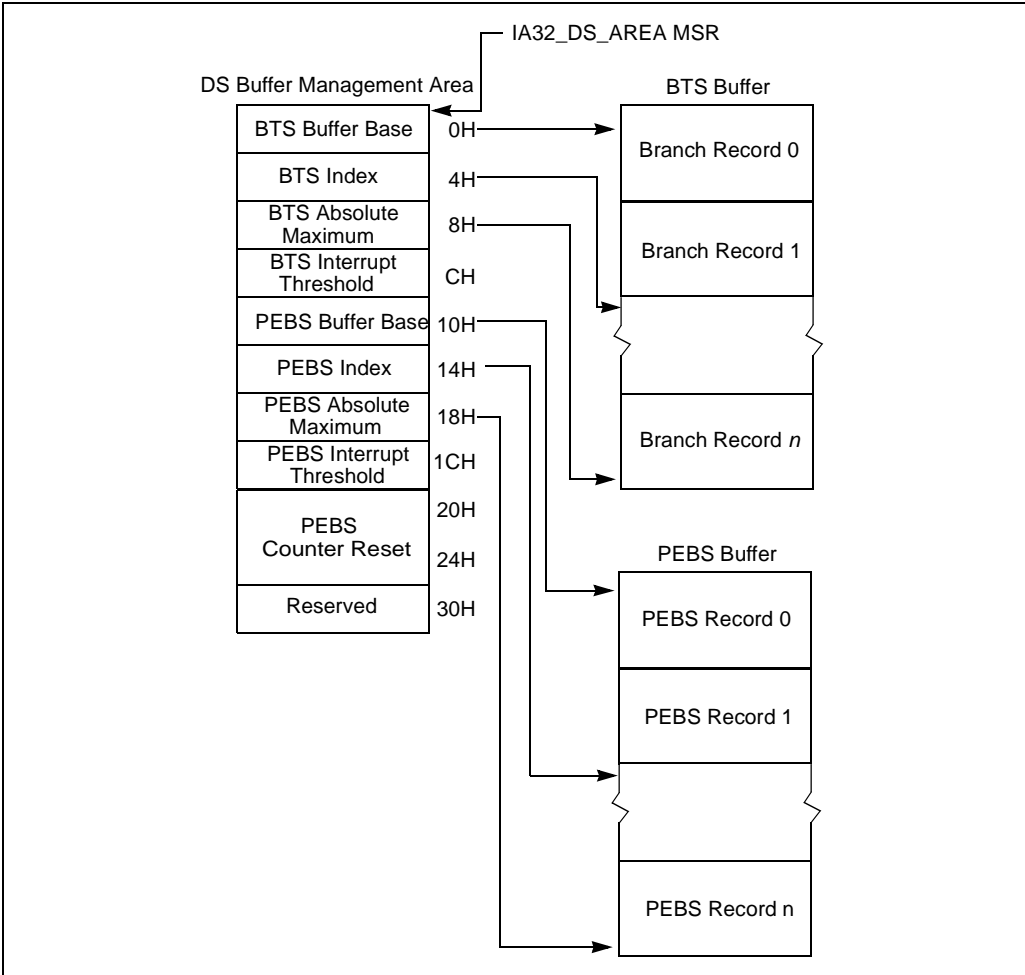 IA32_DS_AREA MSR
DS Buffer Management Area
BTS Buffer Base
0H
BTS Index
4H
BTS Absolute
Maximum
8H
BTS Interrupt
Threshold
CH
PEBS Buffer Base
10H
PEBS Index
14H
PEBS Absolute
Maximum
18H
PEBS Interrupt
Threshold
1CH
PEBS
Counter Reset
20H
24H
Reserved
30H
BTS Buffer
Branch Record 0
Branch Record 1
Branch Record n
PEBS Buffer
PEBS Record 0
PEBS Record 1
PEBS Record n